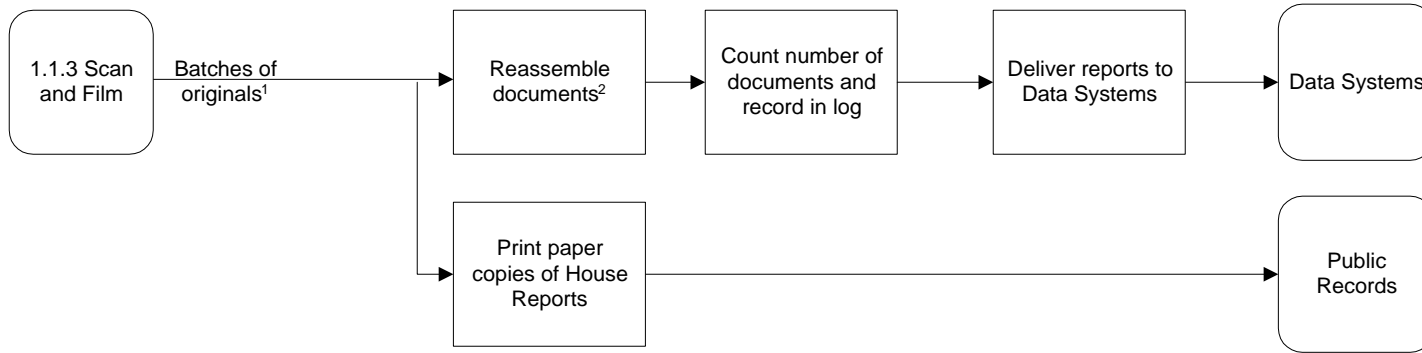 1.1.3 Scan
and Film
Batches of
originals¹
Reassemble
documents²
Count number of
documents and
record in log
Deliver reports to
Data Systems
Data Systems
Print paper
copies of House
Reports
Public
Records